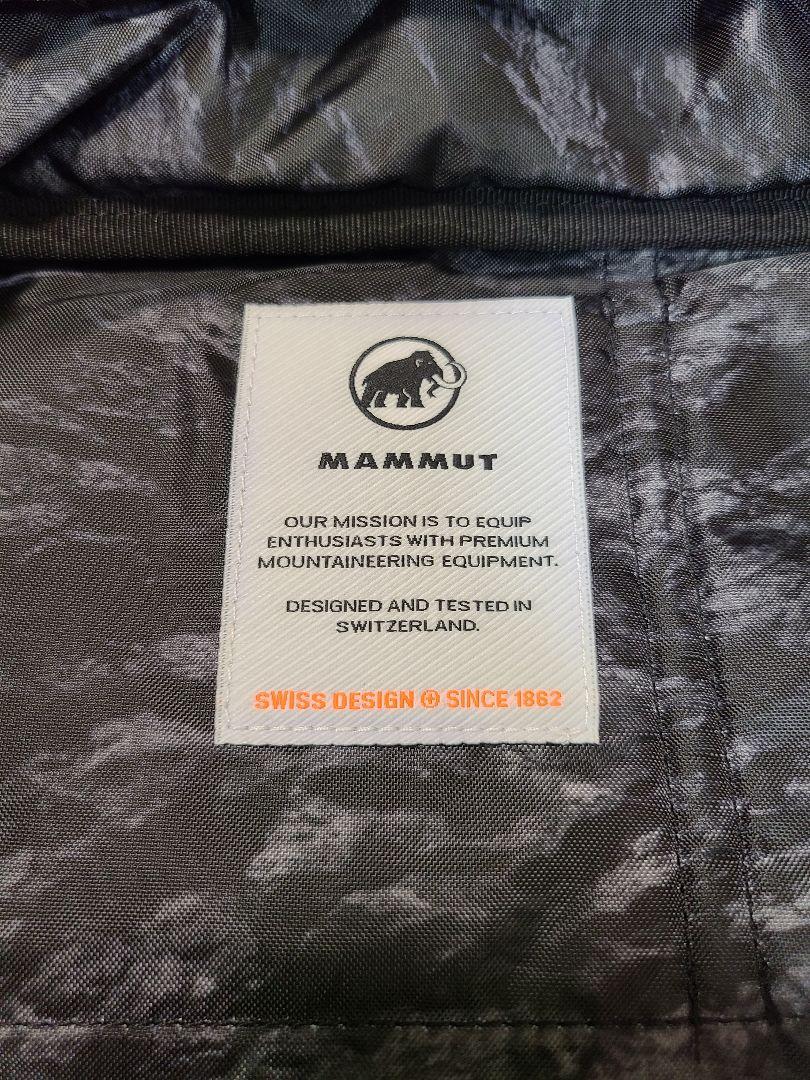 MAMMUT
OUR MISSION IS TO EQUIP
ENTHUSIASTS WITH PREMIUM
MOUNTAINEERING EQUIPMENT.
DESIGNED AND TESTED IN
SWITZERLAND.
SWISS DESIGN SINCE 1862